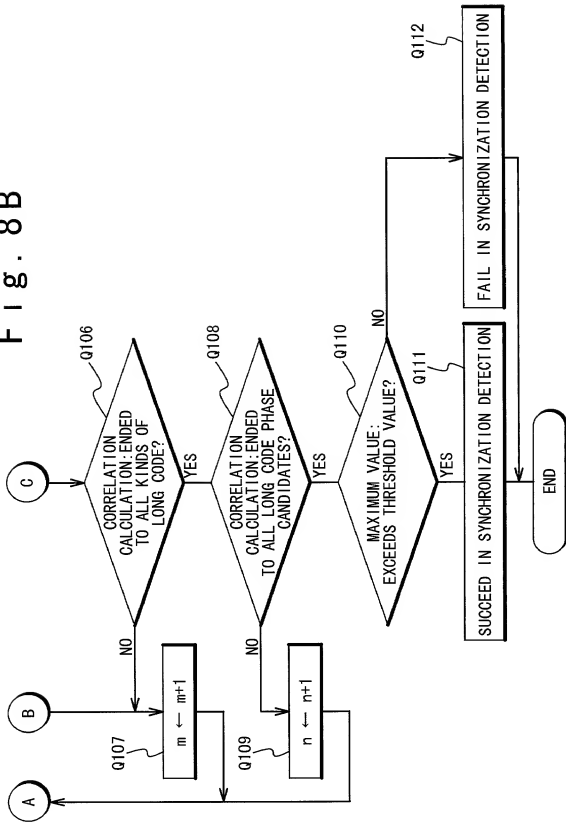 Fig. 8B
A
B
C
CORRELATION
CALCULATION:ENDED
TO ALL KINDS OF
LONG CODE?
Q106
NO
YES
m ← m+1
Q107
CORRELATION
CALCULATION:ENDED
TO ALL LONG CODE PHASE
CANDIDATES?
Q108
NO
YES
n ← n+1
Q109
MAXIMUM VALUE:
EXCEEDS THRESHOLD VALUE?
Q110
NO
YES
SUCCEED IN SYNCHRONIZATION DETECTION
Q111
FAIL IN SYNCHRONIZATION DETECTION
Q112
END